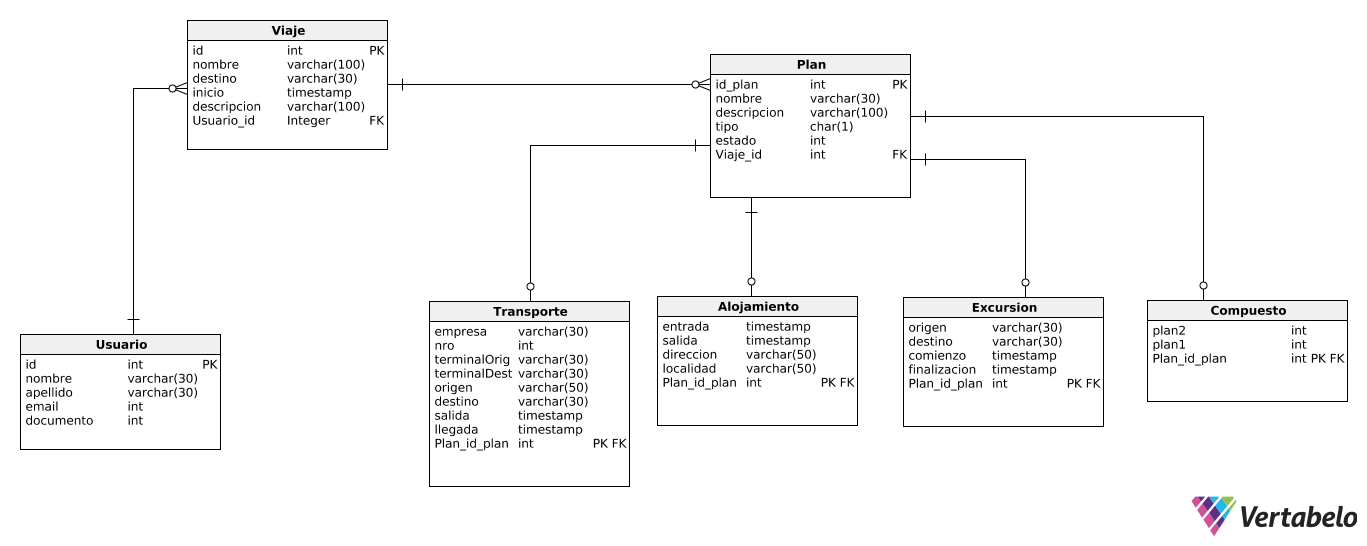 Viaje
id int PK
nombre varchar(100)
destino varchar(30)
inicio timestamp
descripcion varchar(100)
Usuario_id Integer FK
Plan
id_plan int PK
nombre varchar(30)
descripcion varchar(100)
tipo char(1)
estado int
Viaje_id int FK
Usuario
id int PK
nombre varchar(30)
apellido varchar(30)
email int
documento int
Transporte
empresa varchar(30)
nro int
terminalOrig varchar(30)
terminalDest varchar(30)
origen varchar(50)
destino varchar(30)
salida timestamp
llegada timestamp
Plan_id_plan int PK FK
Alojamiento
entrada timestamp
salida timestamp
direccion varchar(50)
localidad varchar(50)
Plan_id_plan int PK FK
Excursion
origen varchar(30)
destino varchar(30)
comienzo timestamp
finalizacion timestamp
Plan_id_plan int PK FK
Compuesto
plan2 int
plan1 int
Plan_id_plan int PK FK
Vertabelo